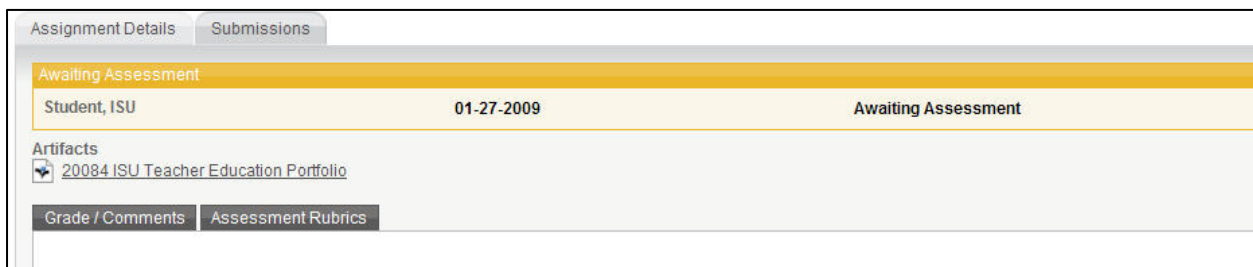 Assignment Details Submissions
Awaiting Assessment
Student, ISU 01-27-2009 Awaiting Assessment
Artifacts
20084 ISU Teacher Education Portfolio
Grade / Comments Assessment Rubrics